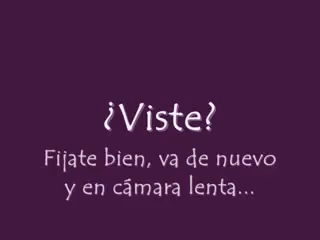 ¿Viste?
Fijate bien, va de nuevo
y en cámara lenta...